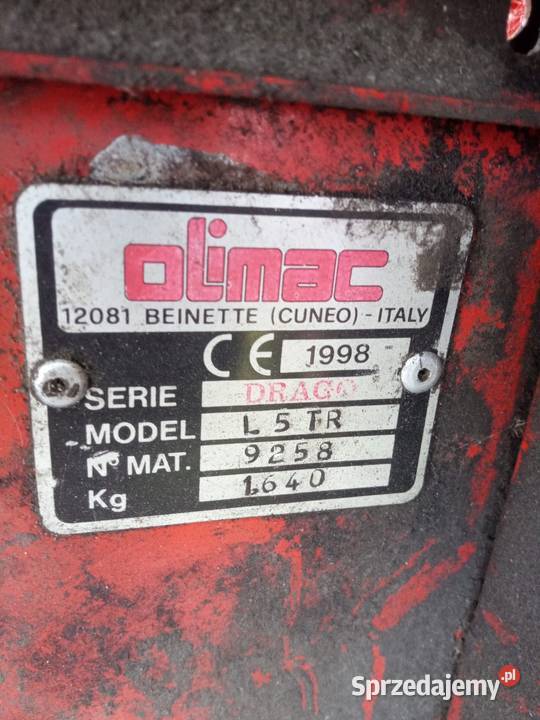 olimac
12081 BEINETTE (CUNEO) - ITALY
CE 1998
SERIE DRAGO
MODEL L 5 TR
N° MAT. 9258
Kg 1640
Sprzedajemy.pl